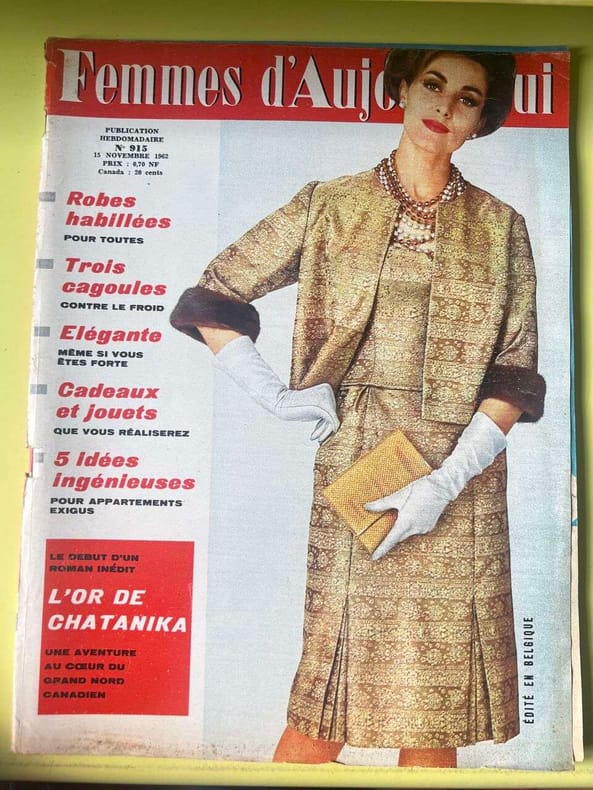 Femmes d'Aujo ui
PUBLICATION
HEBDOMADAIRE
N° 915
15 NOVEMBRE 1962
PRIX : 0,70 NF
Canada : 20 cents
Robes
habillées
POUR TOUTES
Trois
cagoules
CONTRE LE FROID
Elégante
MÊME SI VOUS
ÊTES FORTE
Cadeaux
et jouets
QUE VOUS RÉALISEREZ
5 idées
ingénieuses
POUR APPARTEMENTS
EXIGUS
LE DEBUT D'UN
ROMAN INÉDIT
L'OR DE
CHATANIKA
UNE AVENTURE
AU CŒUR DU
GRAND NORD
CANADIEN
ÉDITÉ EN BELGIQUE